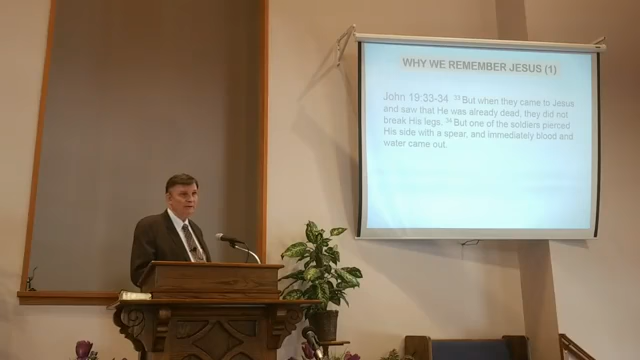 WHY WE REMEMBER JESUS (1)
John 19:33-34 33 But when they came to Jesus
and saw that He was already dead, they did not
break His legs. 34 But one of the soldiers pierced
His side with a spear, and immediately blood and
water came out.